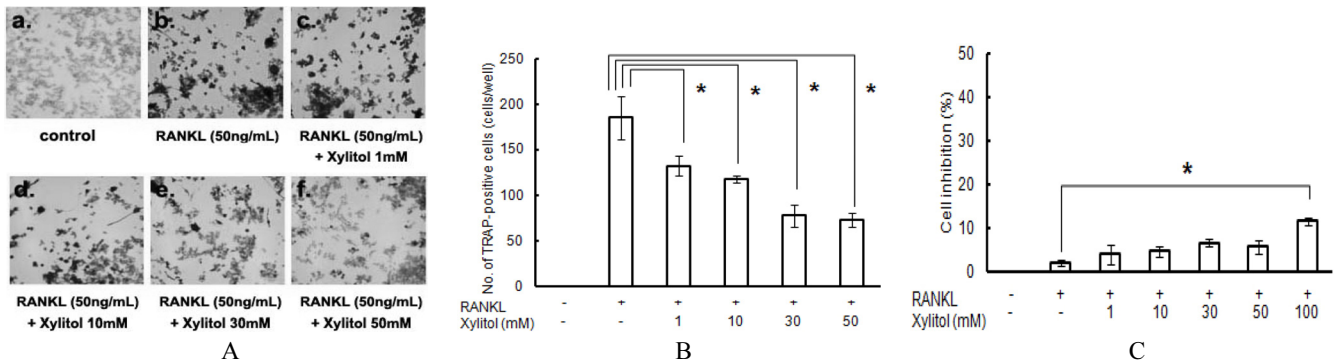 a.
b.
c.
control
RANKL (50ng/mL)
RANKL (50ng/mL)
+ Xylitol 1mM
d.
e.
f.
RANKL (50ng/mL)
+ Xylitol 10mM
RANKL (50ng/mL)
+ Xylitol 30mM
RANKL (50ng/mL)
+ Xylitol 50mM
A
No. of TRAP-positive cells (cells/well)
250
200
150
100
50
0
* * * *
RANKL - + + + + +
Xylitol (mM) - - 1 10 30 50
B
Cell inhibition (%)
50
40
30
20
10
0
*
RANKL - + + + + + +
Xylitol (mM) - - 1 10 30 50 100
C